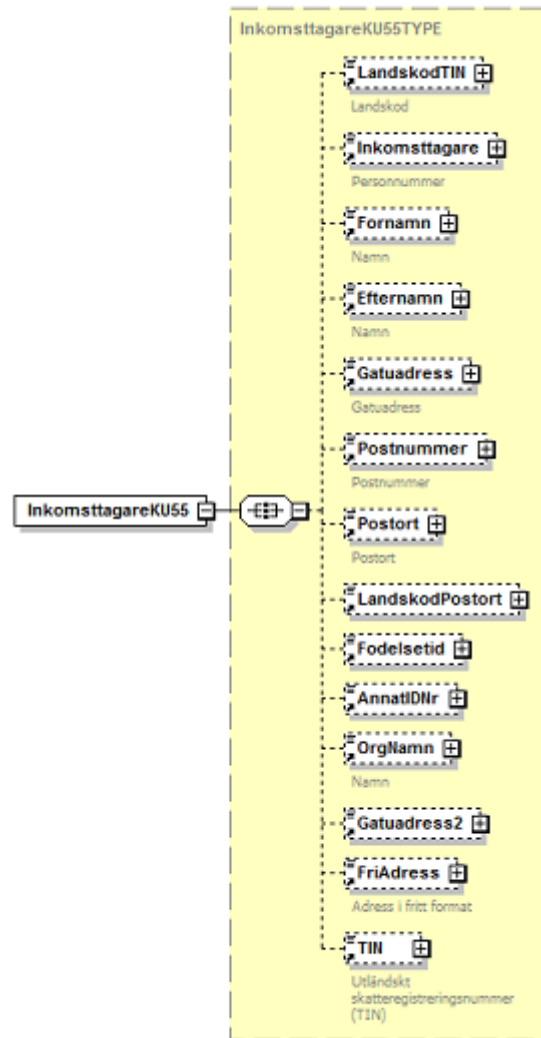 InkomsttagareKU55TYPE
LandskodTIN
Landskod
Inkomsttagare
Personnummer
Fornamn
Namn
Efternamn
Namn
Gatuadress
Gatuadress
Postnummer
Postnummer
InkomsttagareKU55
Postort
Postort
LandskodPostort
Fodelsetid
AnnatIDNr
OrgNamn
Namn
Gatuadress2
FriAdress
Adress i fritt format
TIN
Utländskt
skatteregistreringsnummer
(TIN)